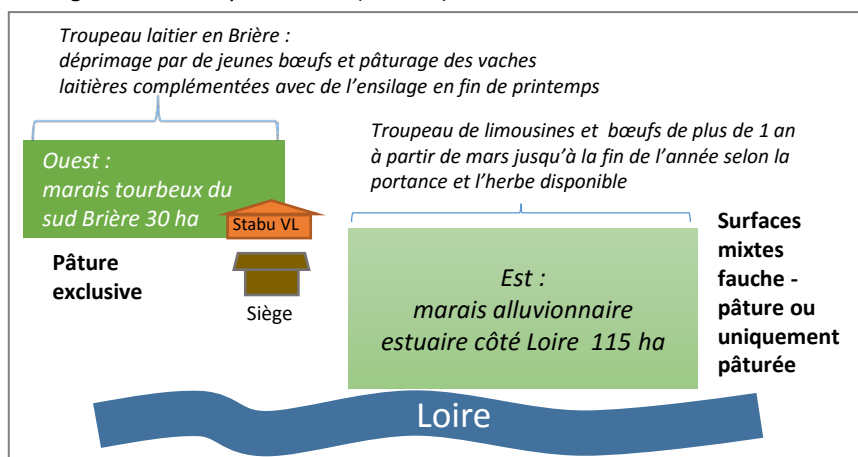 Troupeau laitier en Brière :
déprimage par de jeunes bœufs et pâturage des vaches
laitières complémentées avec de l’ensilage en fin de printemps
Troupeau de limousines et bœufs de plus de 1 an
à partir de mars jusqu’à la fin de l’année selon la
portance et l’herbe disponible
Ouest :
marais tourbeux du
sud Brière 30 ha
Stabu VL
Pâture
exclusive
Siège
Est :
marais alluvionnaire
estuaire côté Loire 115 ha
Surfaces
mixtes
fauche -
pâture ou
uniquement
pâturée
Loire